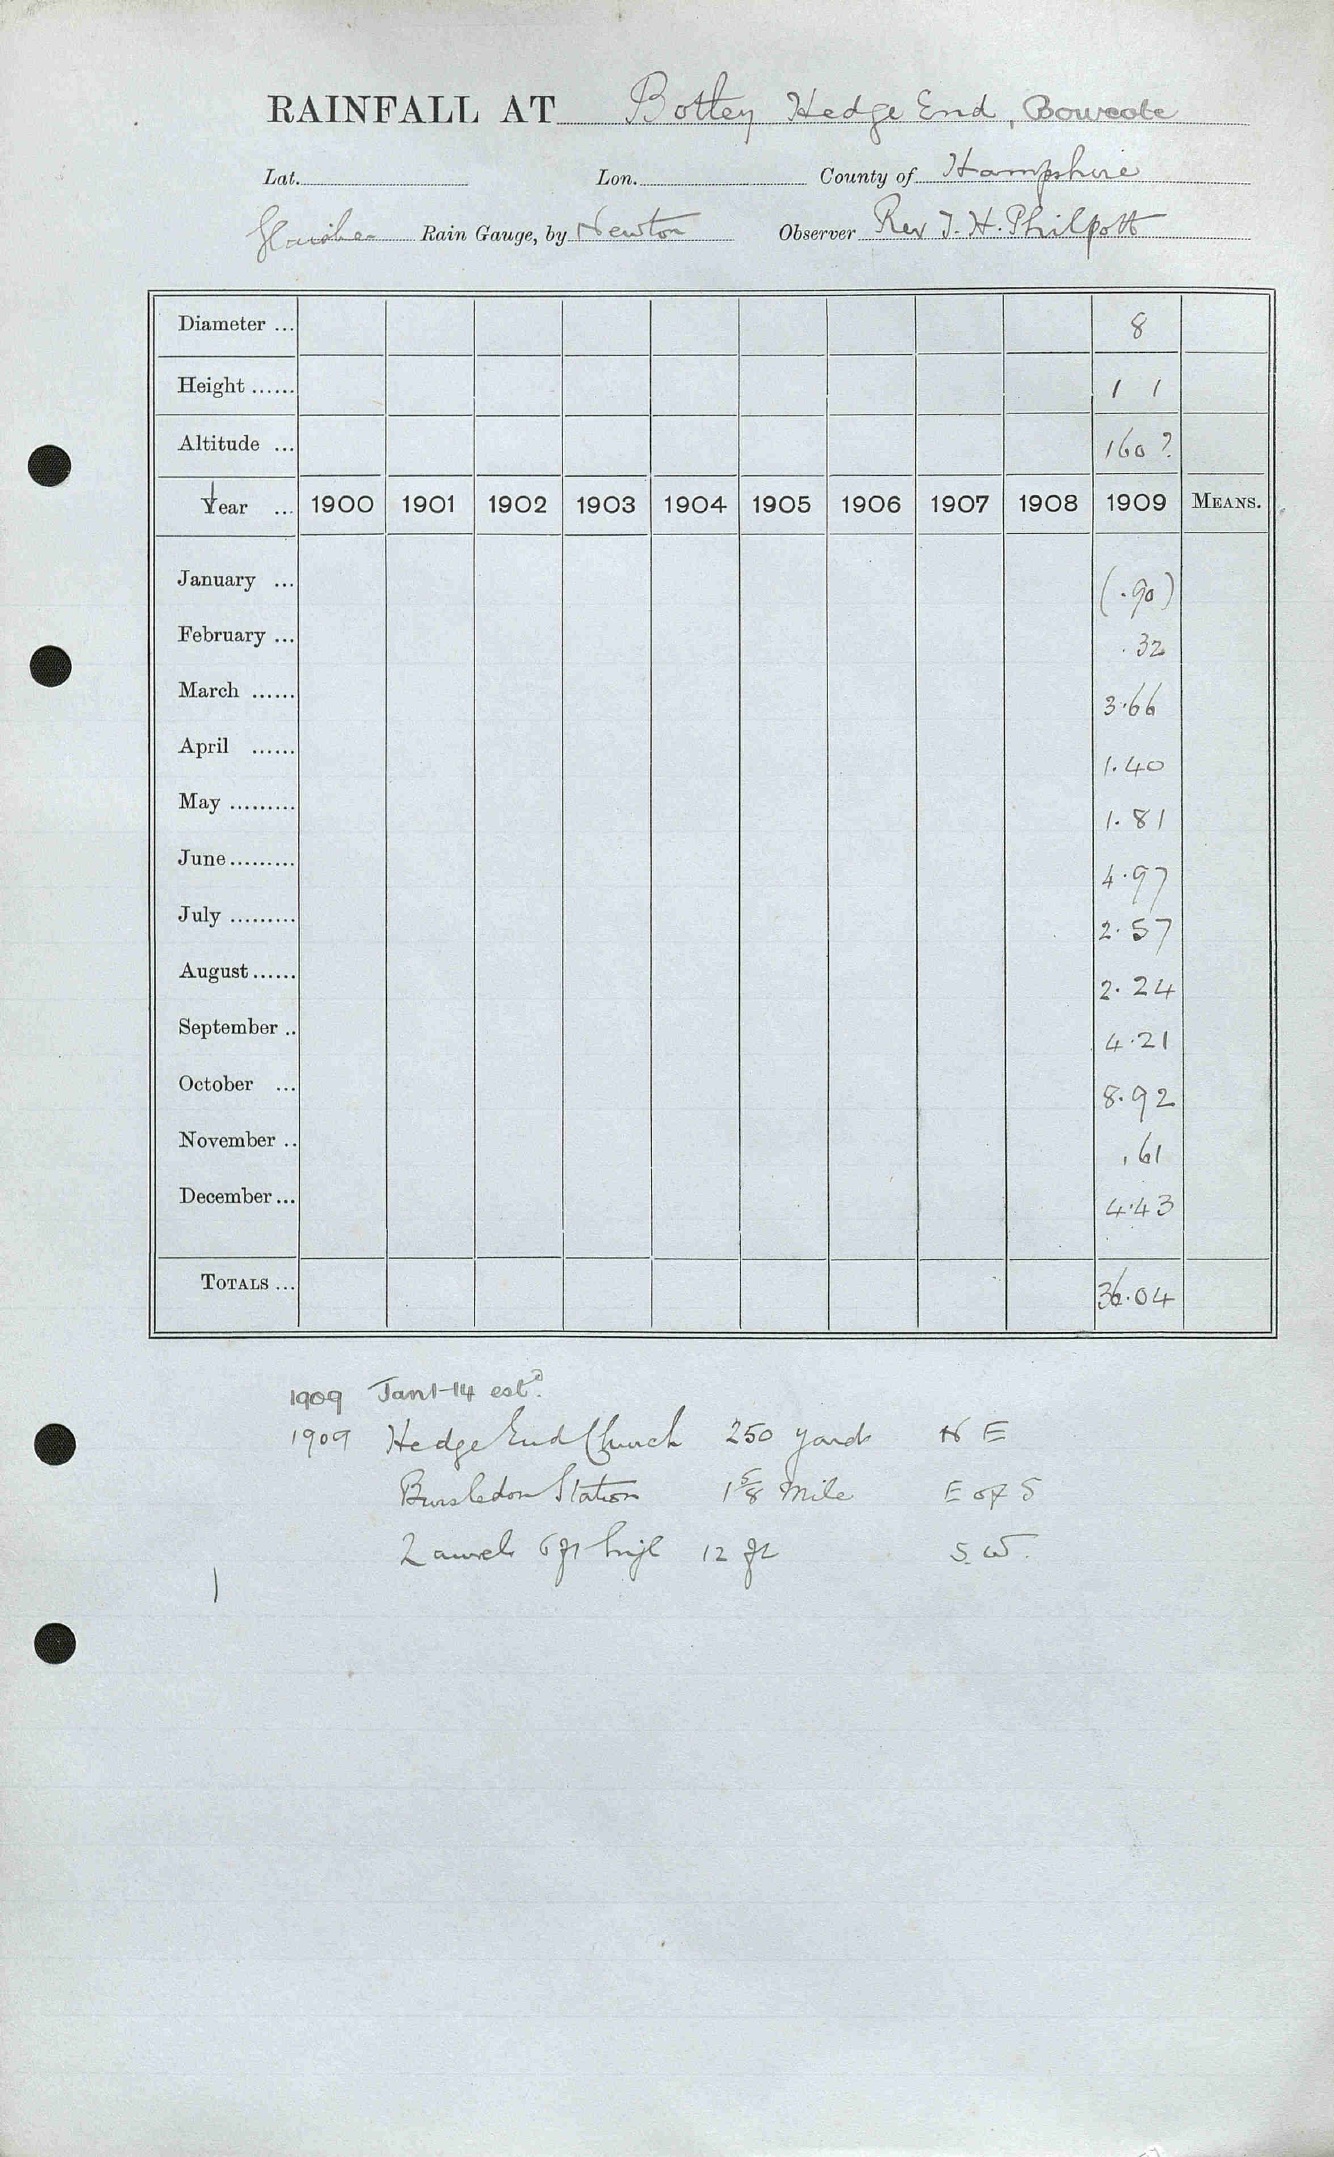 RAINFALL AT Botley Hedge End, Bowcote
Lat. Lon. County of Hampshire
Glaisher Rain Gauge, by Newton Observer Rev J. H. Philpott
Diameter ... 8
Height ...... 1 1
Altitude ... 160 ?
Year ... 1900 1901 1902 1903 1904 1905 1906 1907 1908 1909 MEANS.
January ... (.90)
February ... .32
March ...... 3.66
April ...... 1.40
May ......... 1.81
June ......... 4.97
July ......... 2.57
August ...... 2.24
September .. 4.21
October ... 8.92
November .. .61
December ... 4.43
TOTALS ... 36.04
1909 Jan 1-14 estd.
1909 Hedge End Church 250 yards N E
Bursledon Station 1 5/8 Mile E of S
Laurels 6 ft high 12 ft S. W.